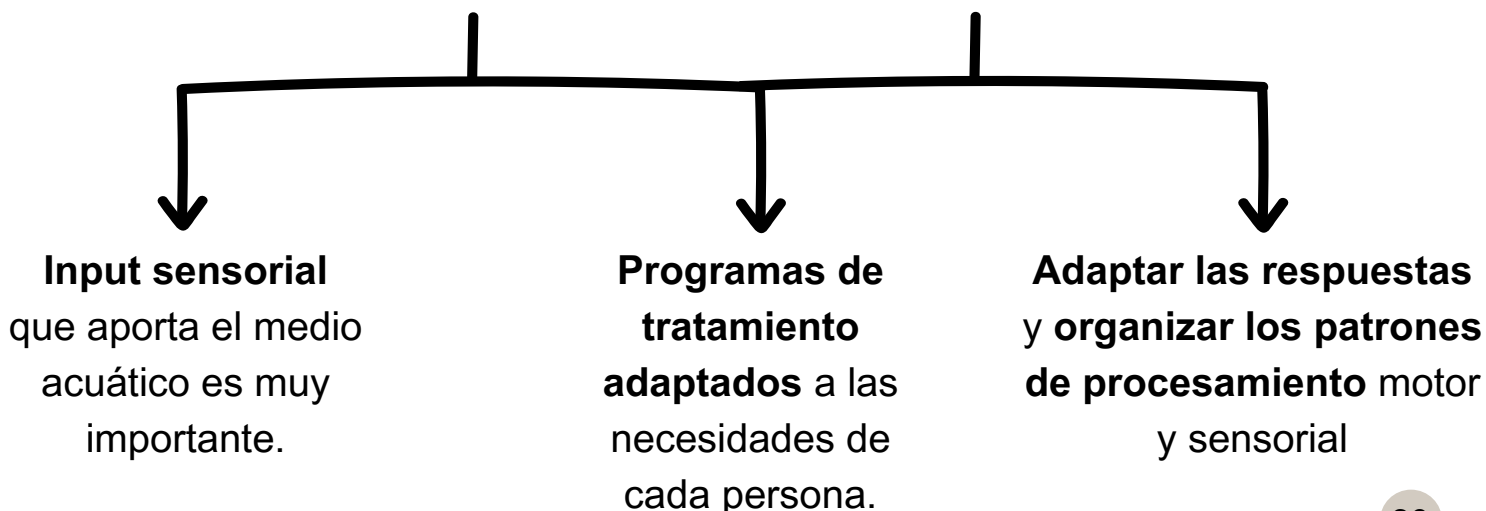 Input sensorial
que aporta el medio
acuático es muy
importante.
Programas de
tratamiento
adaptados a las
necesidades de
cada persona.
Adaptar las respuestas
y organizar los patrones
de procesamiento motor
y sensorial